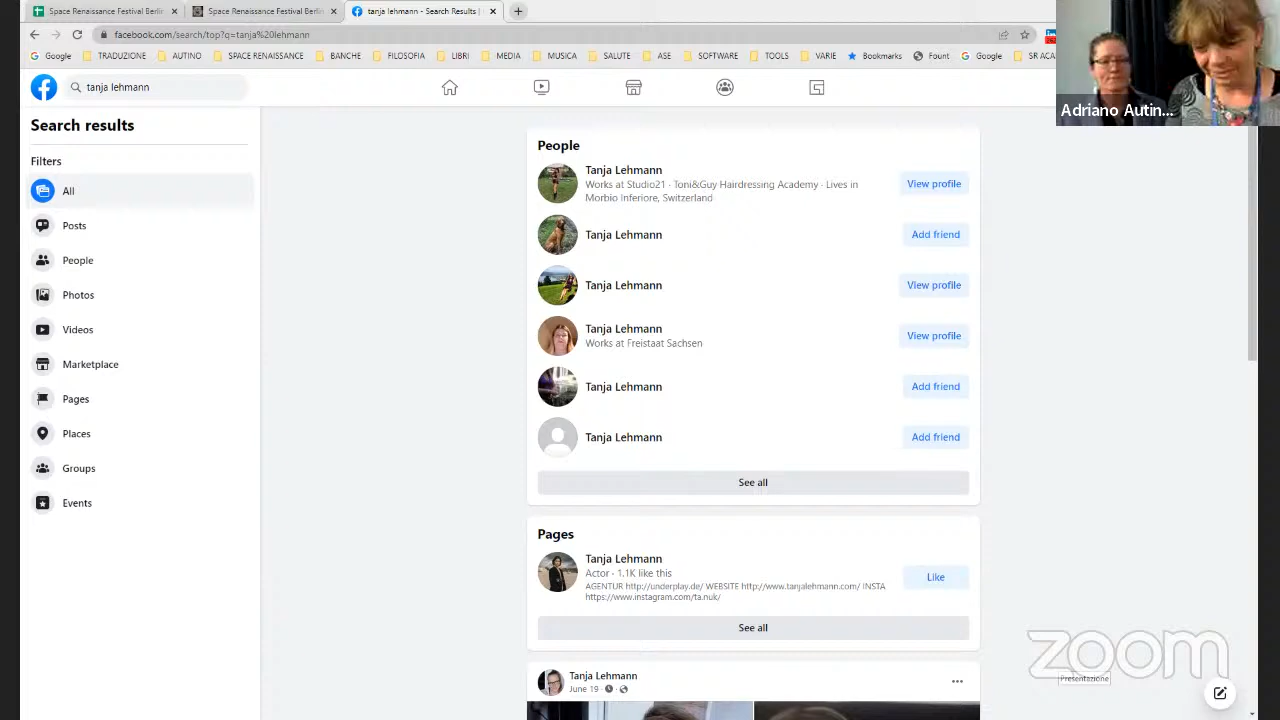 Space Renaissance Festival Berlin
Space Renaissance Festival Berlin
tanja lehmann - Search Results |
facebook.com/search/top?q=tanja%20lehmann
Google TRADUZIONE AUTINO SPACE RENAISSANCE BANCHE FILOSOFIA LIBRI MEDIA MUSICA SALUTE ASE SOFTWARE TOOLS VARIE Bookmarks Fount Google SR ACA
tanja lehmann
Adriano Autin...
Search results
Filters
All
Posts
People
Photos
Videos
Marketplace
Pages
Places
Groups
Events
People
Tanja Lehmann
Works at Studio21 · Toni&Guy Hairdressing Academy · Lives in
Morbio Inferiore, Switzerland
View profile
Tanja Lehmann
Add friend
Tanja Lehmann
View profile
Tanja Lehmann
Works at Freistaat Sachsen
View profile
Tanja Lehmann
Add friend
Tanja Lehmann
Add friend
See all
Pages
Tanja Lehmann
Actor · 1.1K like this
AGENTUR http://underplay.de/ WEBSITE http://www.tanjalehmann.com/ INSTA
https://www.instagram.com/ta.nuk/
Like
See all
Tanja Lehmann
June 19
zoom
Presentazione